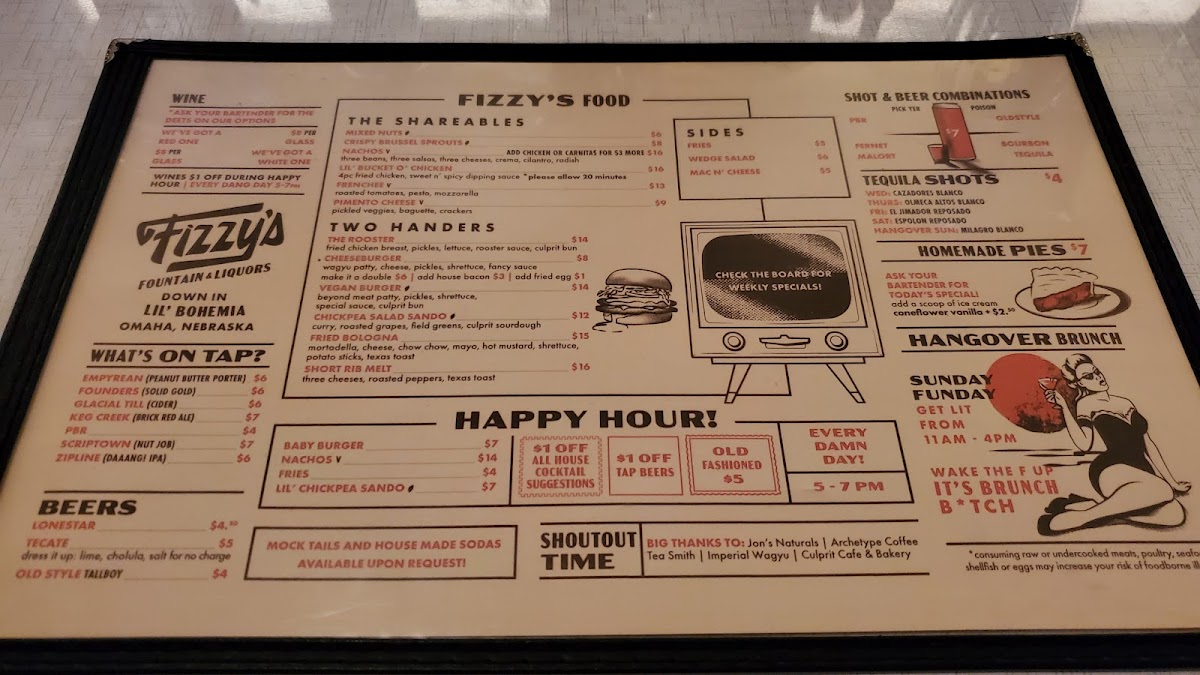 WINE
*ASK YOUR BARTENDER FOR THE
DEETS ON OUR OPTIONS
WE'VE GOT A
RED ONE
$8 PER
GLASS
$8 PER
GLASS
WE'VE GOT A
WHITE ONE
WINES $1 OFF DURING HAPPY
HOUR | EVERY DANG DAY 5-7PM
Fizzy's
FOUNTAIN & LIQUORS
DOWN IN
LIL' BOHEMIA
OMAHA, NEBRASKA
WHAT'S ON TAP?
EMPYREAN (PEANUT BUTTER PORTER) $6
FOUNDERS (SOLID GOLD) $6
GLACIAL TILL (CIDER) $6
KEG CREEK (BRICK RED ALE) $7
PBR $4
SCRIPTOWN (NUT JOB) $7
ZIPLINE (DAAANG! IPA) $6
BEERS
LONESTAR $4.50
TECATE $5
dress it up: lime, cholula, salt for no charge
OLD STYLE TALLBOY $4
FIZZY'S FOOD
THE SHAREABLES
MIXED NUTS $6
CRISPY BRUSSEL SPROUTS $8
NACHOS V ADD CHICKEN OR CARNITAS FOR $3 MORE $16
three beans, three salsas, three cheeses, crema, cilantro, radish
LIL' BUCKET O' CHICKEN $16
4pc fried chicken, sweet n' spicy dipping sauce *please allow 20 minutes
FRENCHEE V $13
roasted tomatoes, pesto, mozzarella
PIMENTO CHEESE V $9
pickled veggies, baguette, crackers
TWO HANDERS
THE ROOSTER $14
fried chicken breast, pickles, lettuce, rooster sauce, culprit bun
CHEESEBURGER $8
wagyu patty, cheese, pickles, shrettuce, fancy sauce
make it a double $6 | add house bacon $3 | add fried egg $1
VEGAN BURGER $14
beyond meat patty, pickles, shrettuce,
special sauce, culprit bun
CHICKPEA SALAD SANDO $12
curry, roasted grapes, field greens, culprit sourdough
FRIED BOLOGNA $15
mortadella, cheese, chow chow, mayo, hot mustard, shrettuce,
potato sticks, texas toast
SHORT RIB MELT $16
three cheeses, roasted peppers, texas toast
SIDES
FRIES $5
WEDGE SALAD $6
MAC N' CHEESE $5
CHECK THE BOARD FOR
WEEKLY SPECIALS!
HAPPY HOUR!
BABY BURGER $7
NACHOS V $14
FRIES $4
LIL' CHICKPEA SANDO $7
$1 OFF
ALL HOUSE
COCKTAIL
SUGGESTIONS
$1 OFF
TAP BEERS
OLD
FASHIONED
$5
EVERY
DAMN
DAY!
5 - 7 PM
MOCK TAILS AND HOUSE MADE SODAS
AVAILABLE UPON REQUEST!
SHOUTOUT
TIME
BIG THANKS TO: Jon's Naturals | Archetype Coffee
Tea Smith | Imperial Wagyu | Culprit Cafe & Bakery
SHOT & BEER COMBINATIONS
PICK YER POISON
PBR
OLDSTYLE
$7
FERNET
MALORT
BOURBON
TEQUILA
TEQUILA SHOTS $4
WED: CAZADORES BLANCO
THURS: OLMECA ALTOS BLANCO
FRI: EL JIMADOR REPOSADO
SAT: ESPOLON REPOSADO
HANGOVER SUN: MILAGRO BLANCO
HOMEMADE PIES $7
ASK YOUR
BARTENDER FOR
TODAY'S SPECIAL!
add a scoop of ice cream
coneflower vanilla + $2.50
HANGOVER BRUNCH
SUNDAY
FUNDAY
GET LIT
FROM
11AM - 4PM
WAKE THE F UP
IT'S BRUNCH
B*TCH
*consuming raw or undercooked meats, poultry, seafo
shellfish or eggs may increase your risk of foodborne ill